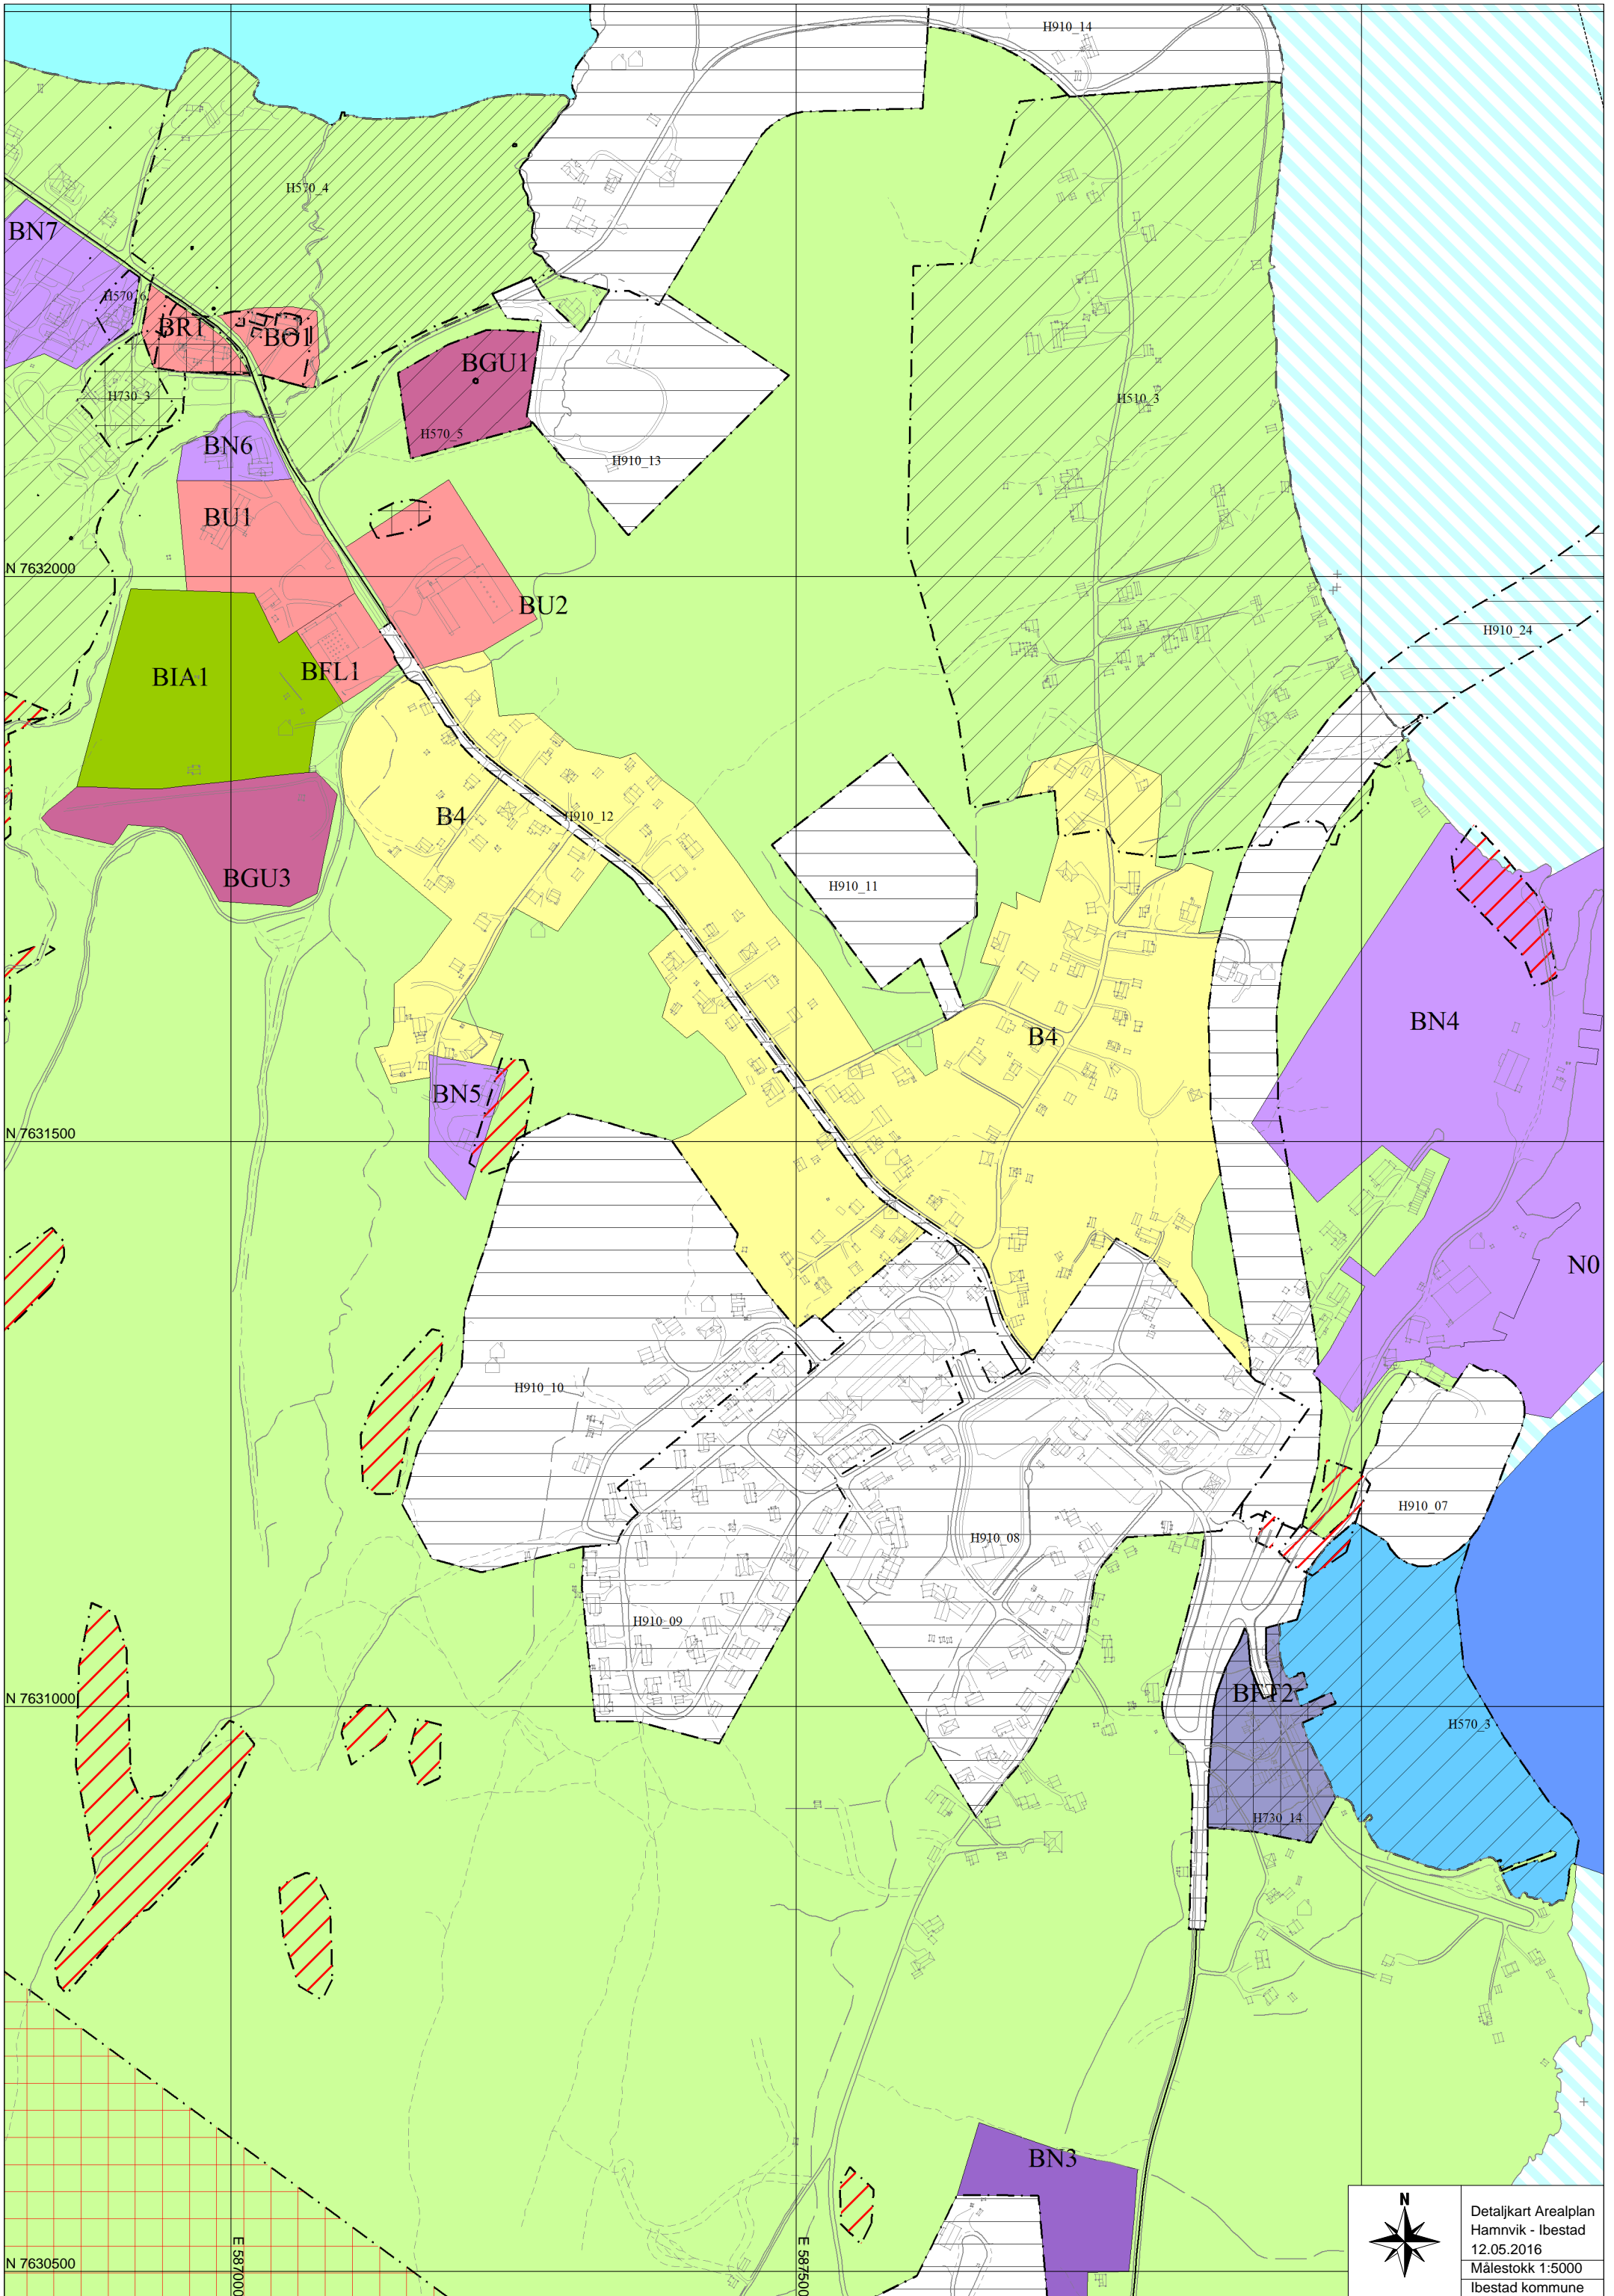 H910_14
H570_4
BN7
H570_6
BR1
BO1
BGU1
H730_3
H510_3
H570_5
BN6
H910_13
BU1
N 7632000
BU2
H910_24
BIA1
BFL1
B4
H910_12
BGU3
H910_11
BN4
B4
BN5
N 7631500
N0
H910_10
H910_07
H910_08
H910_09
BFT2
N 7631000
H570_3
H730_14
BN3
N
Detaljkart Arealplan
Hamnvik - Ibestad
12.05.2016
Målestokk 1:5000
Ibestad kommune
E 587000
E 587500
N 7630500